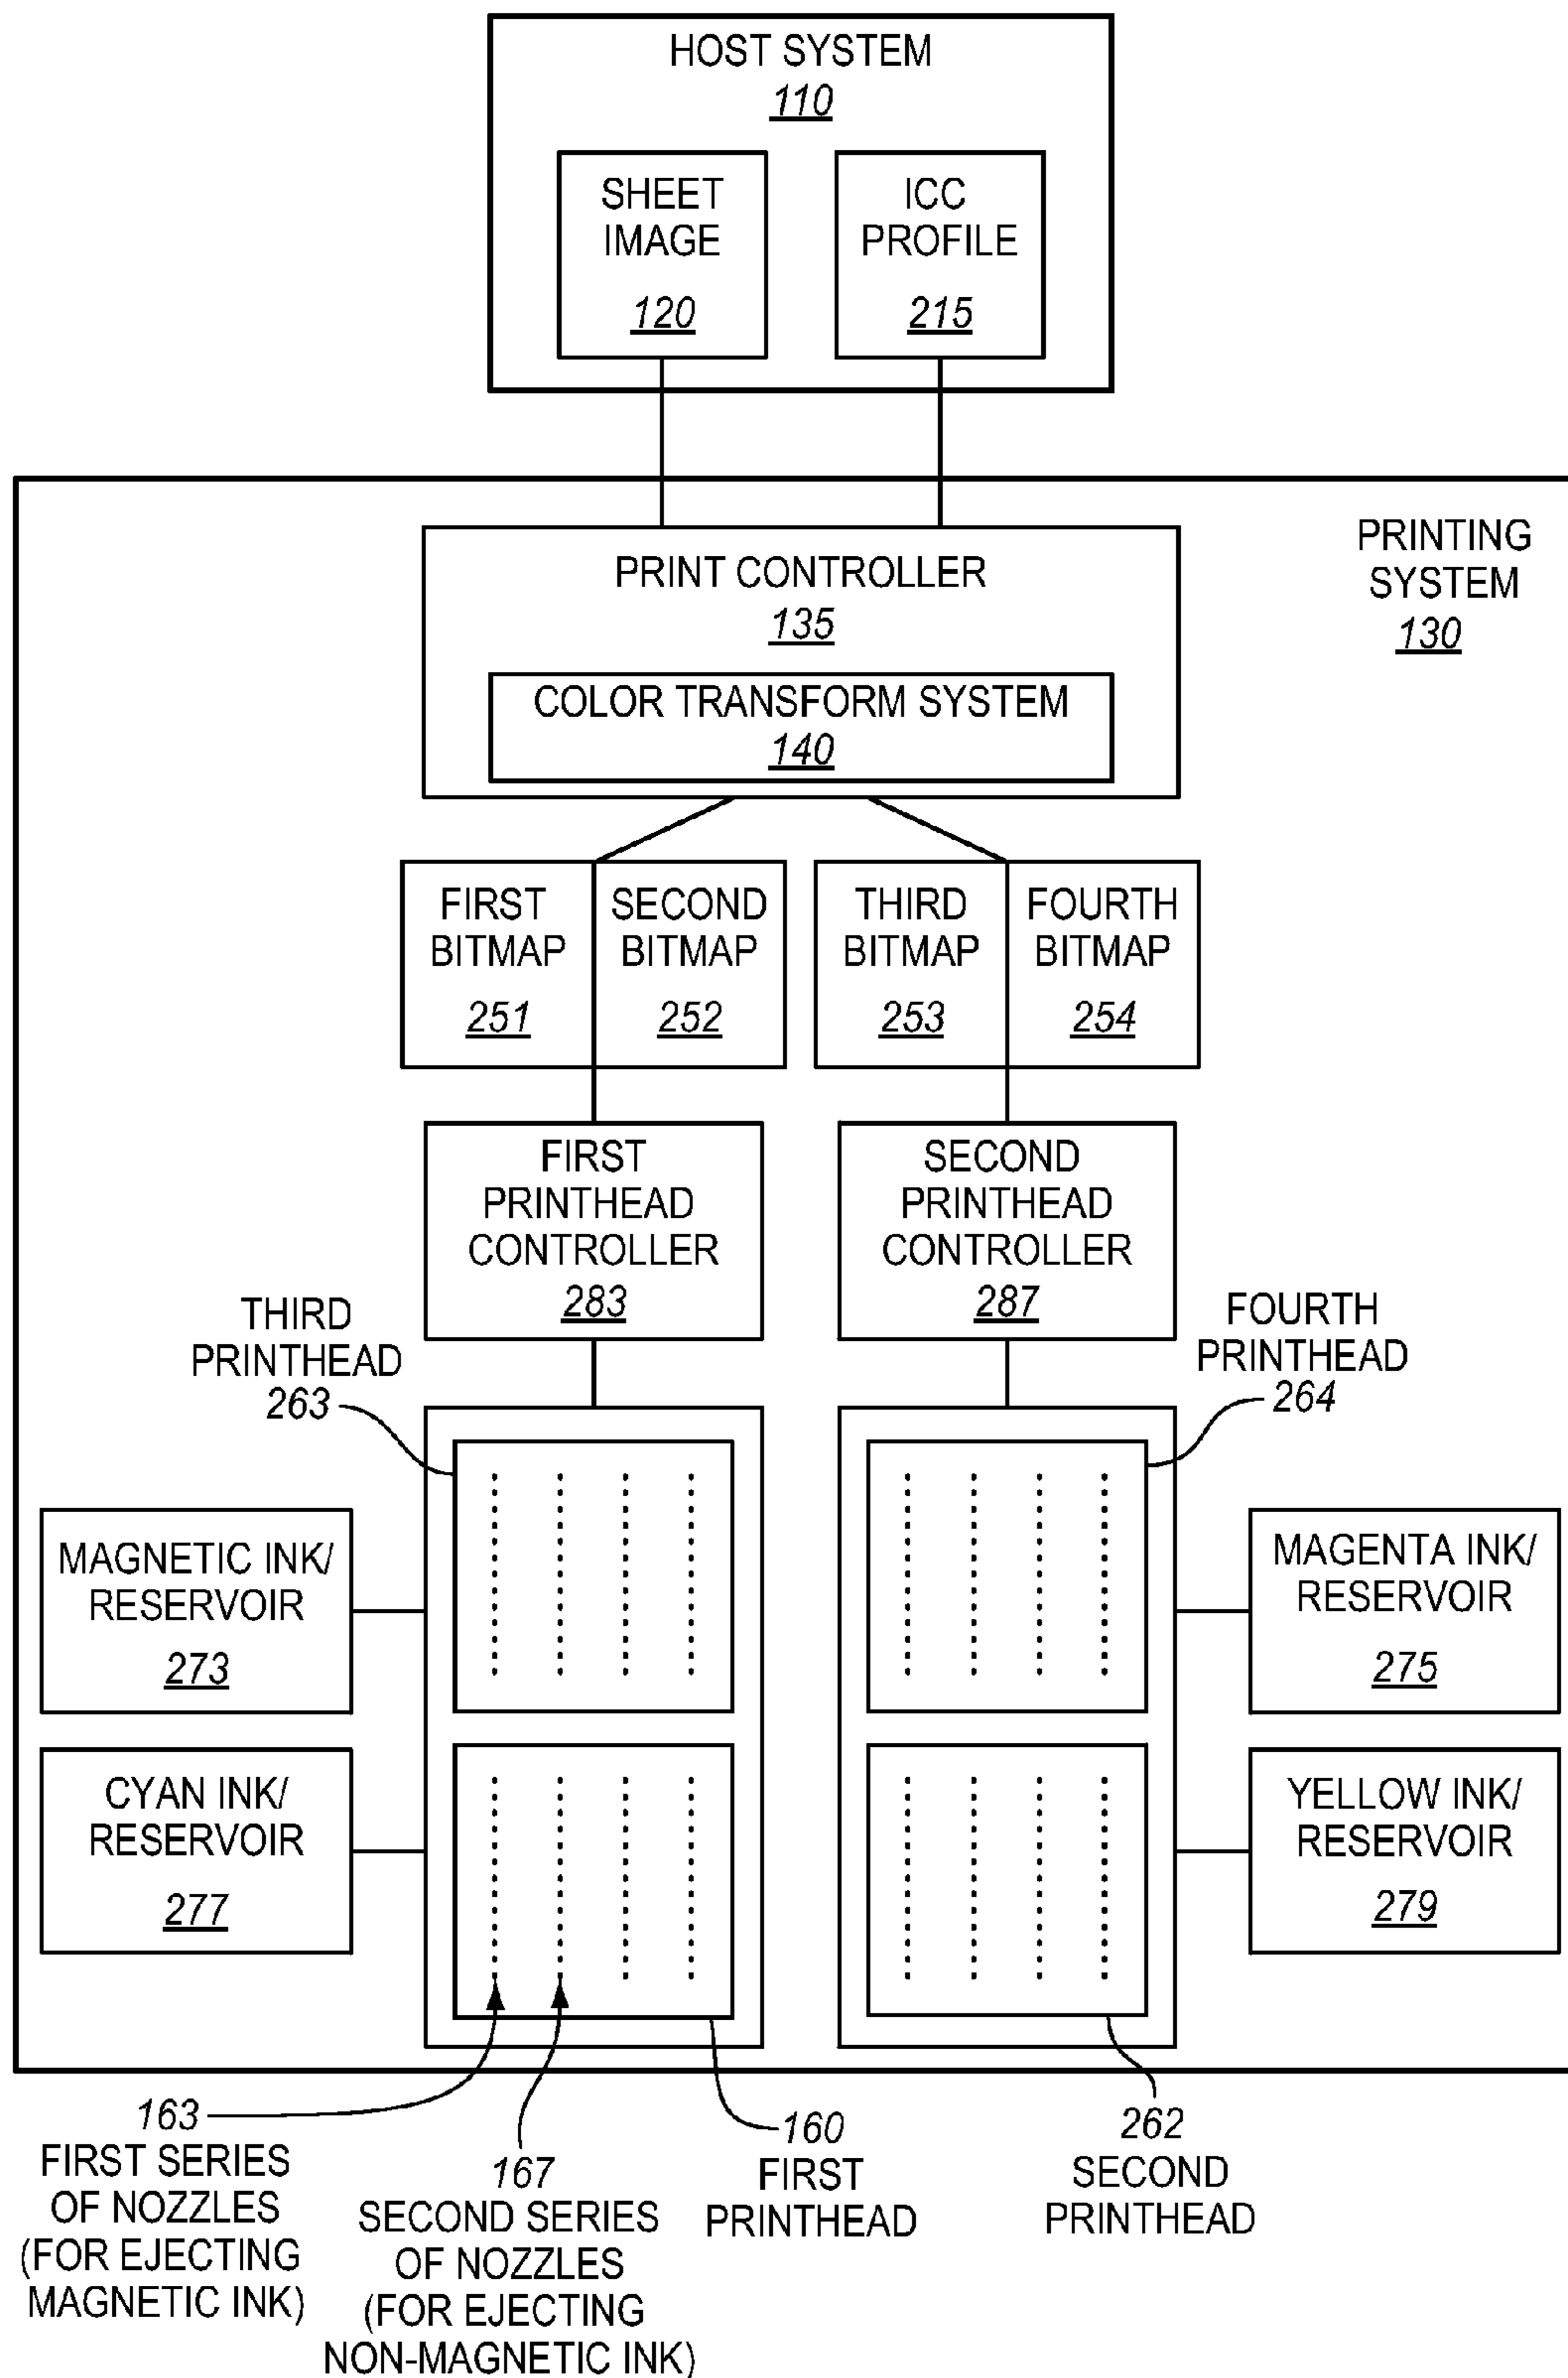 HOST SYSTEM
110
SHEET
IMAGE
120
ICC
PROFILE
215
PRINTING
SYSTEM
130
PRINT CONTROLLER
135
COLOR TRANSFORM SYSTEM
140
FIRST
BITMAP
251
SECOND
BITMAP
252
THIRD
BITMAP
253
FOURTH
BITMAP
254
FIRST
PRINTHEAD
CONTROLLER
283
SECOND
PRINTHEAD
CONTROLLER
287
THIRD
PRINTHEAD
263
FOURTH
PRINTHEAD
264
MAGNETIC INK/
RESERVOIR
273
MAGENTA INK/
RESERVOIR
275
CYAN INK/
RESERVOIR
277
YELLOW INK/
RESERVOIR
279
163
FIRST SERIES
OF NOZZLES
(FOR EJECTING
MAGNETIC INK)
167
SECOND SERIES
OF NOZZLES
(FOR EJECTING
NON-MAGNETIC INK)
160
FIRST
PRINTHEAD
262
SECOND
PRINTHEAD